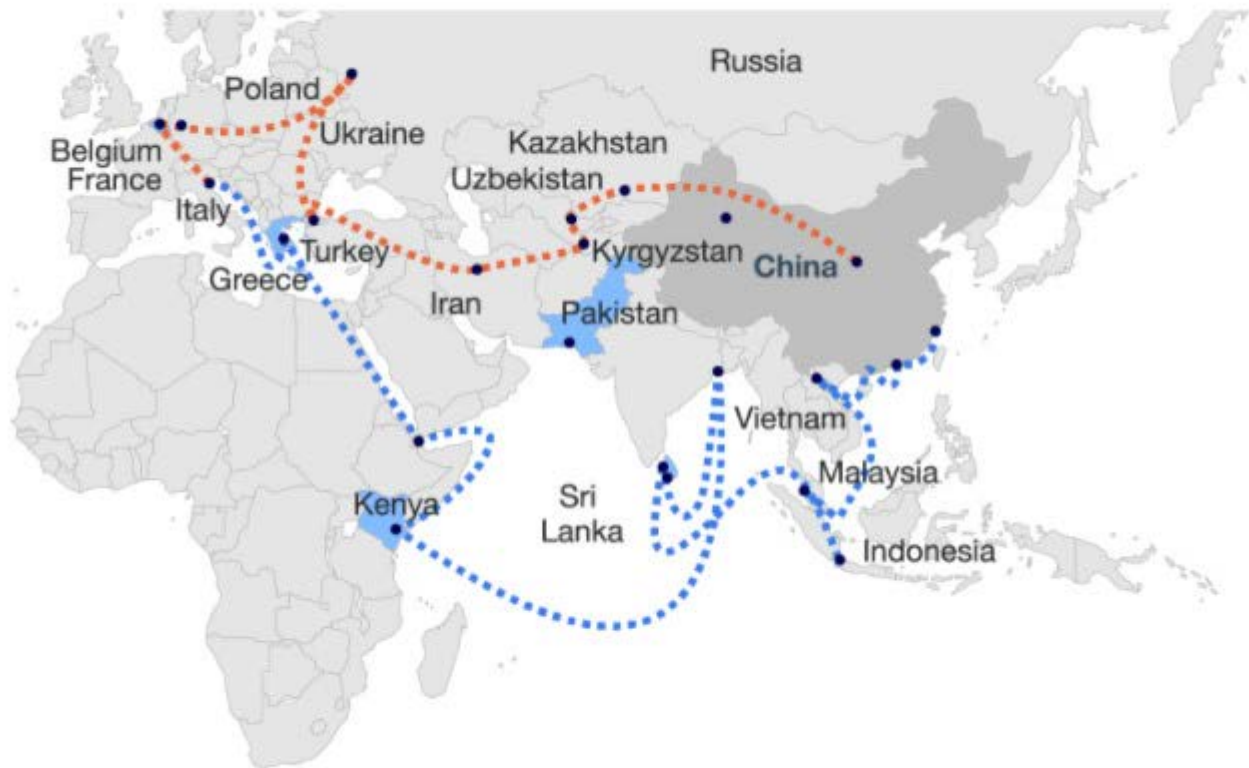 Russia
Poland
Ukraine
Kazakhstan
Belgium
France
Uzbekistan
Italy
Turkey
Kyrgyzstan
China
Greece
Iran
Pakistan
Vietnam
Malaysia
Kenya
Sri
Lanka
Indonesia